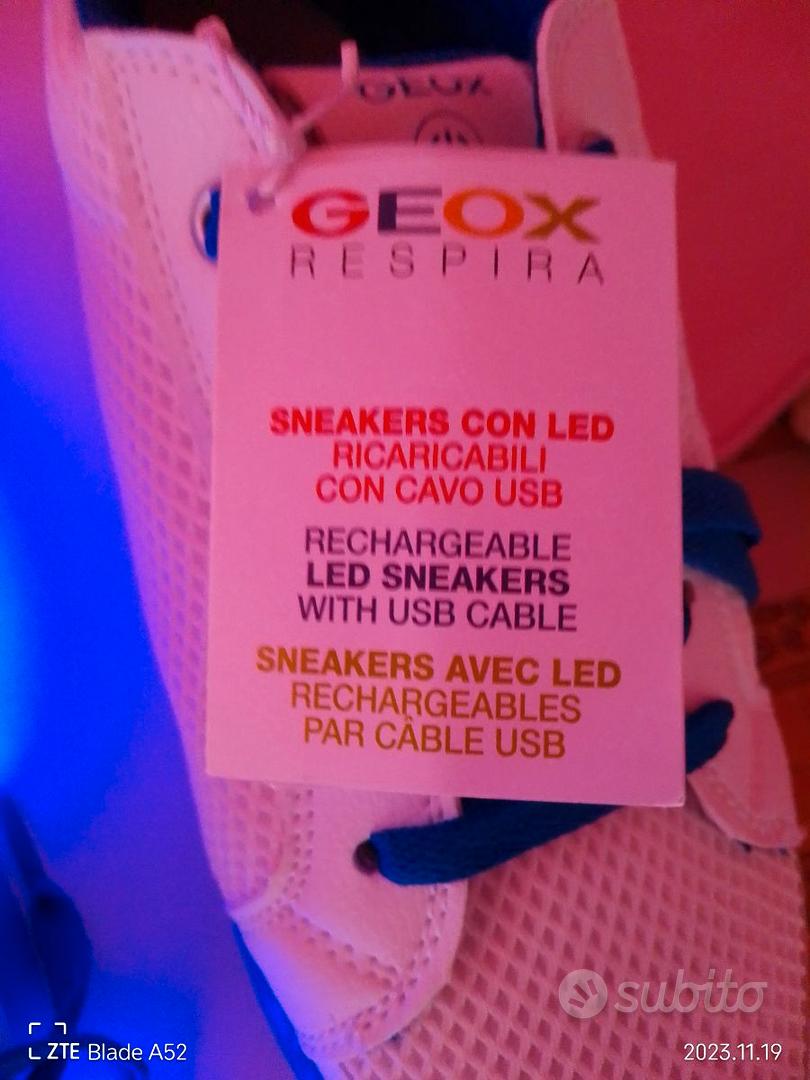 GEOX
GEOX
RESPIRA
SNEAKERS CON LED
RICARICABILI
CON CAVO USB
RECHARGEABLE
LED SNEAKERS
WITH USB CABLE
SNEAKERS AVEC LED
RECHARGEABLES
PAR CÂBLE USB
subito
ZTE Blade A52
2023.11.19